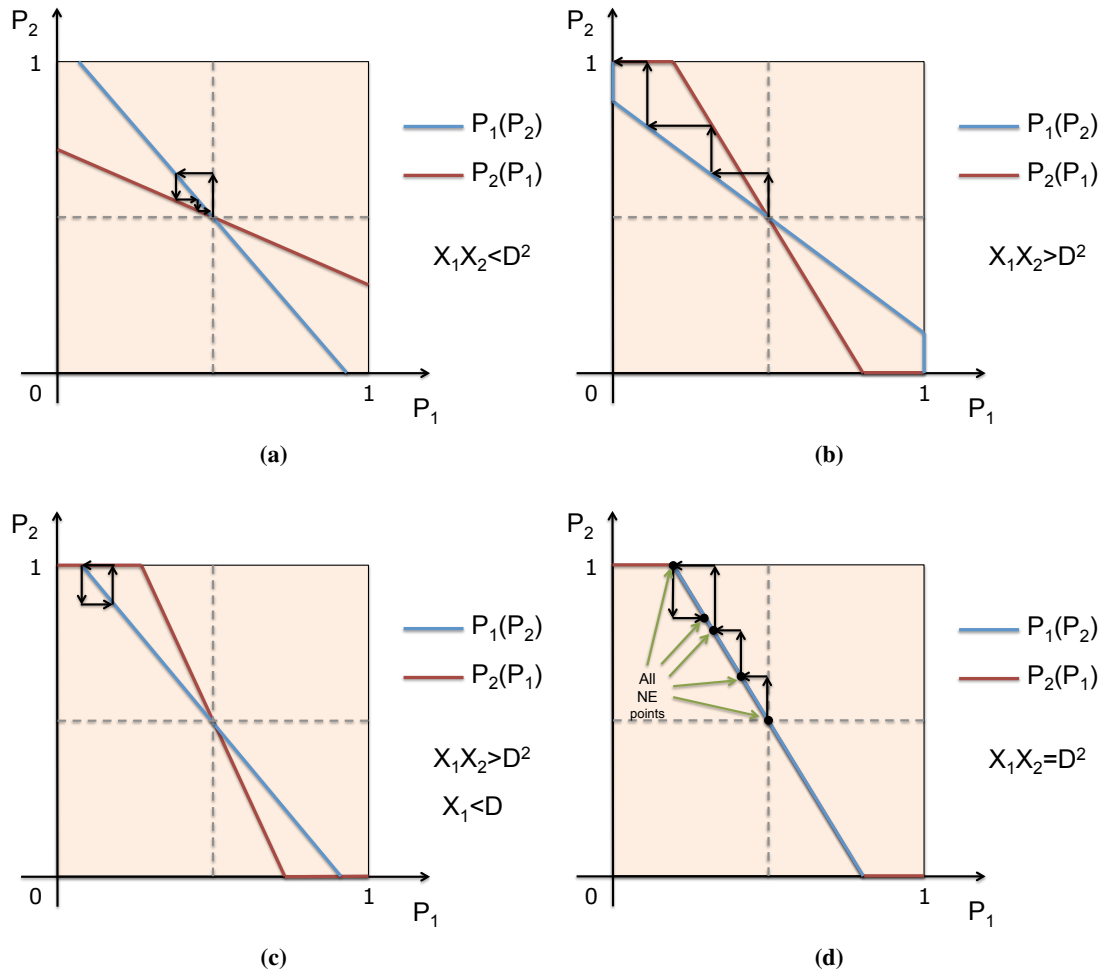 P₂
1
P₁(P₂)
P₂(P₁)
X₁X₂<D²
0
1
P₁
(a)
P₂
1
P₁(P₂)
P₂(P₁)
X₁X₂>D²
0
1
P₁
(b)
P₂
1
P₁(P₂)
P₂(P₁)
X₁X₂>D²
X₁<D
0
1
P₁
(c)
P₂
1
P₁(P₂)
P₂(P₁)
All
NE
points
X₁X₂=D²
0
1
P₁
(d)